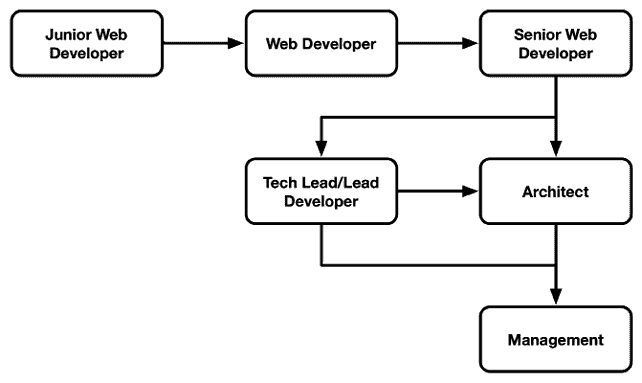 Junior Web
Developer
Web Developer
Senior Web
Developer
Tech Lead/Lead
Developer
Architect
Management